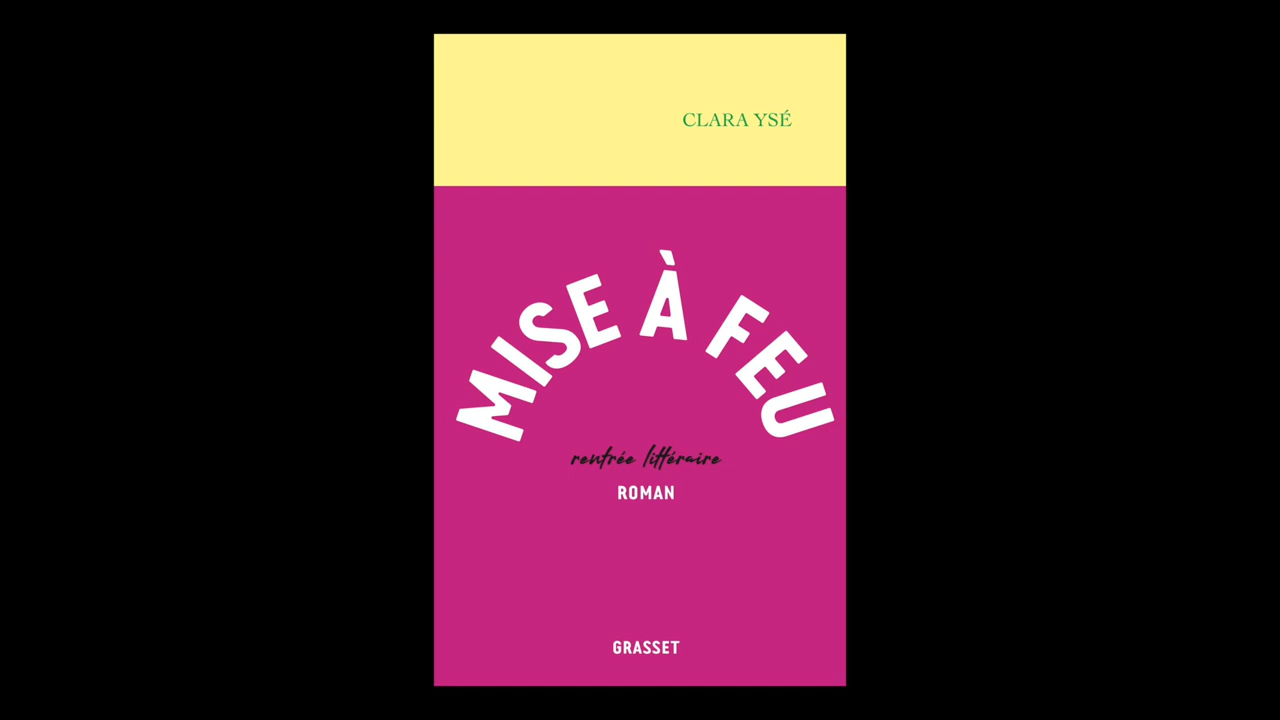 CLARA YSÉ
MISE À FEU
rentrée littéraire
ROMAN
GRASSET